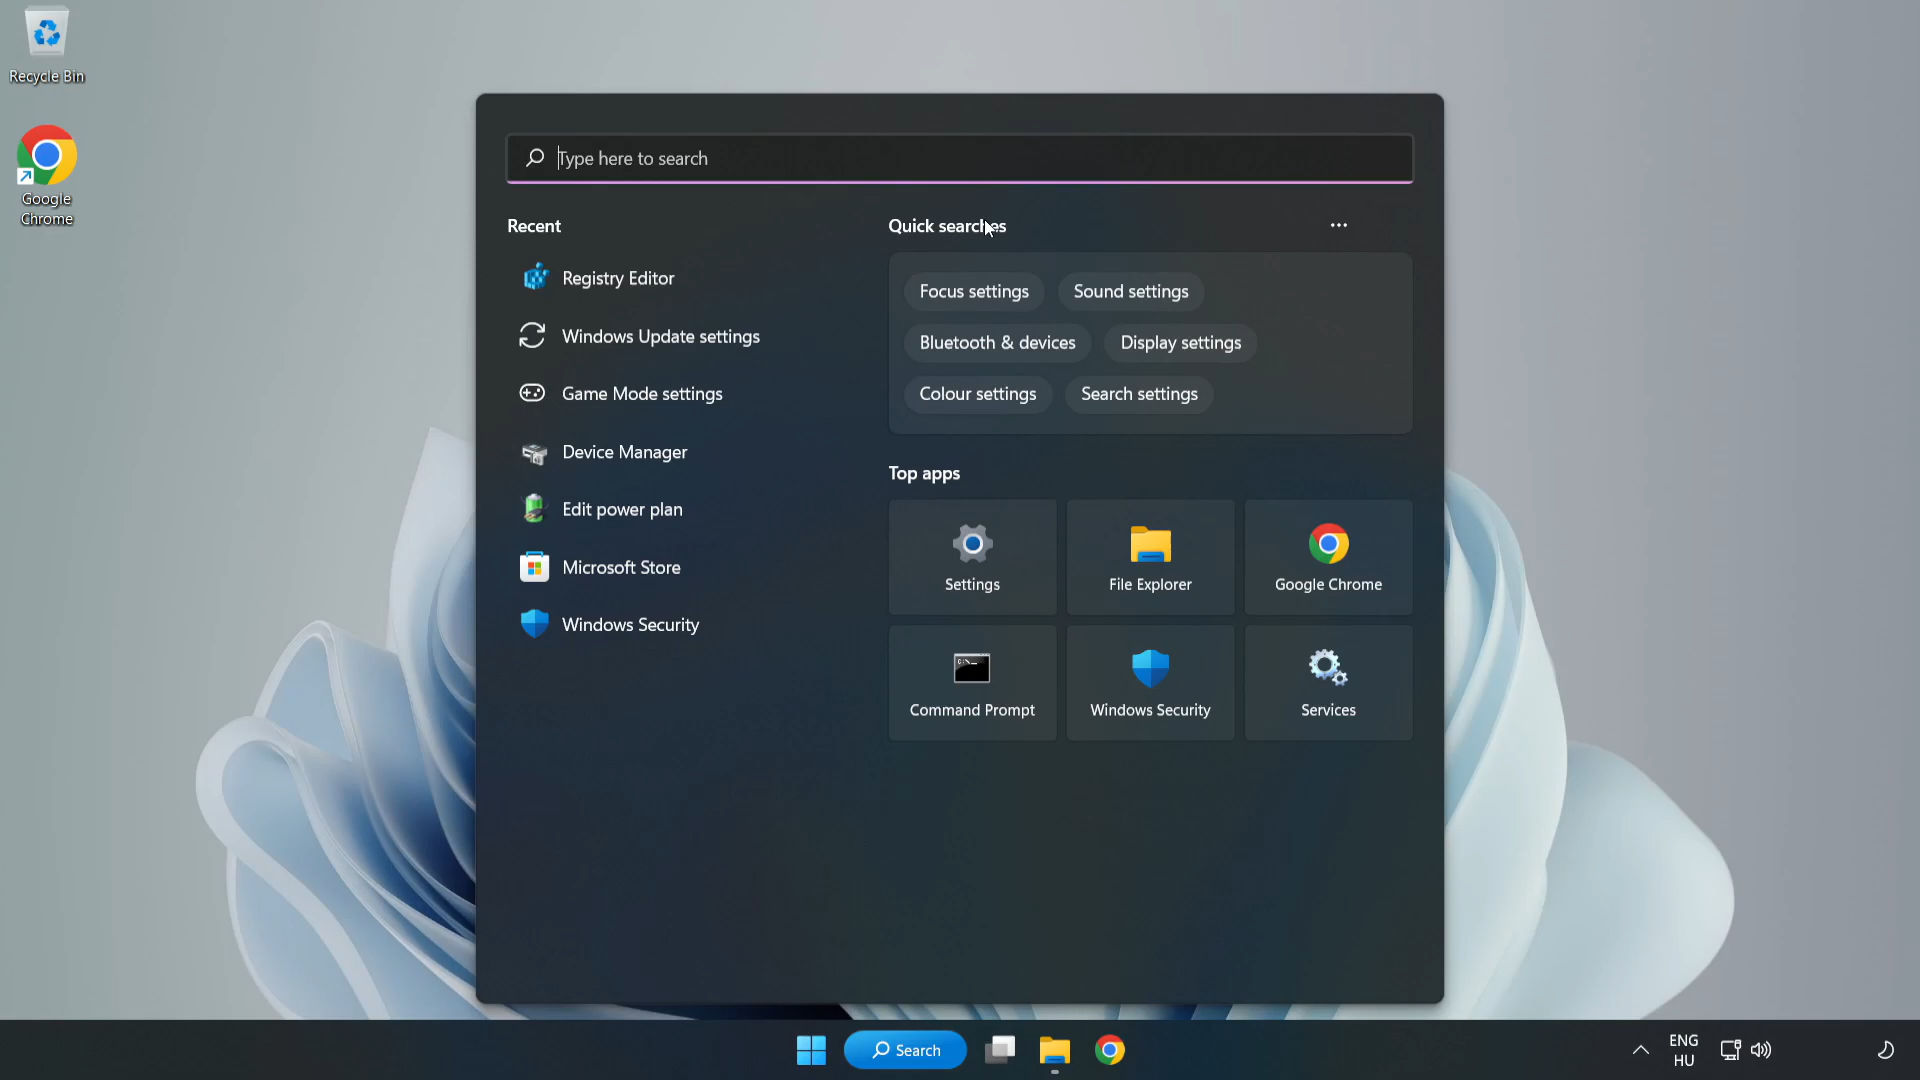 Recycle Bin
Google
Chrome
Type here to search
Recent
Registry Editor
Windows Update settings
Game Mode settings
Device Manager
Edit power plan
Microsoft Store
Windows Security
Quick searches
Focus settings
Sound settings
Bluetooth & devices
Display settings
Colour settings
Search settings
Top apps
Settings
File Explorer
Google Chrome
Command Prompt
Windows Security
Services
Search
ENG
HU